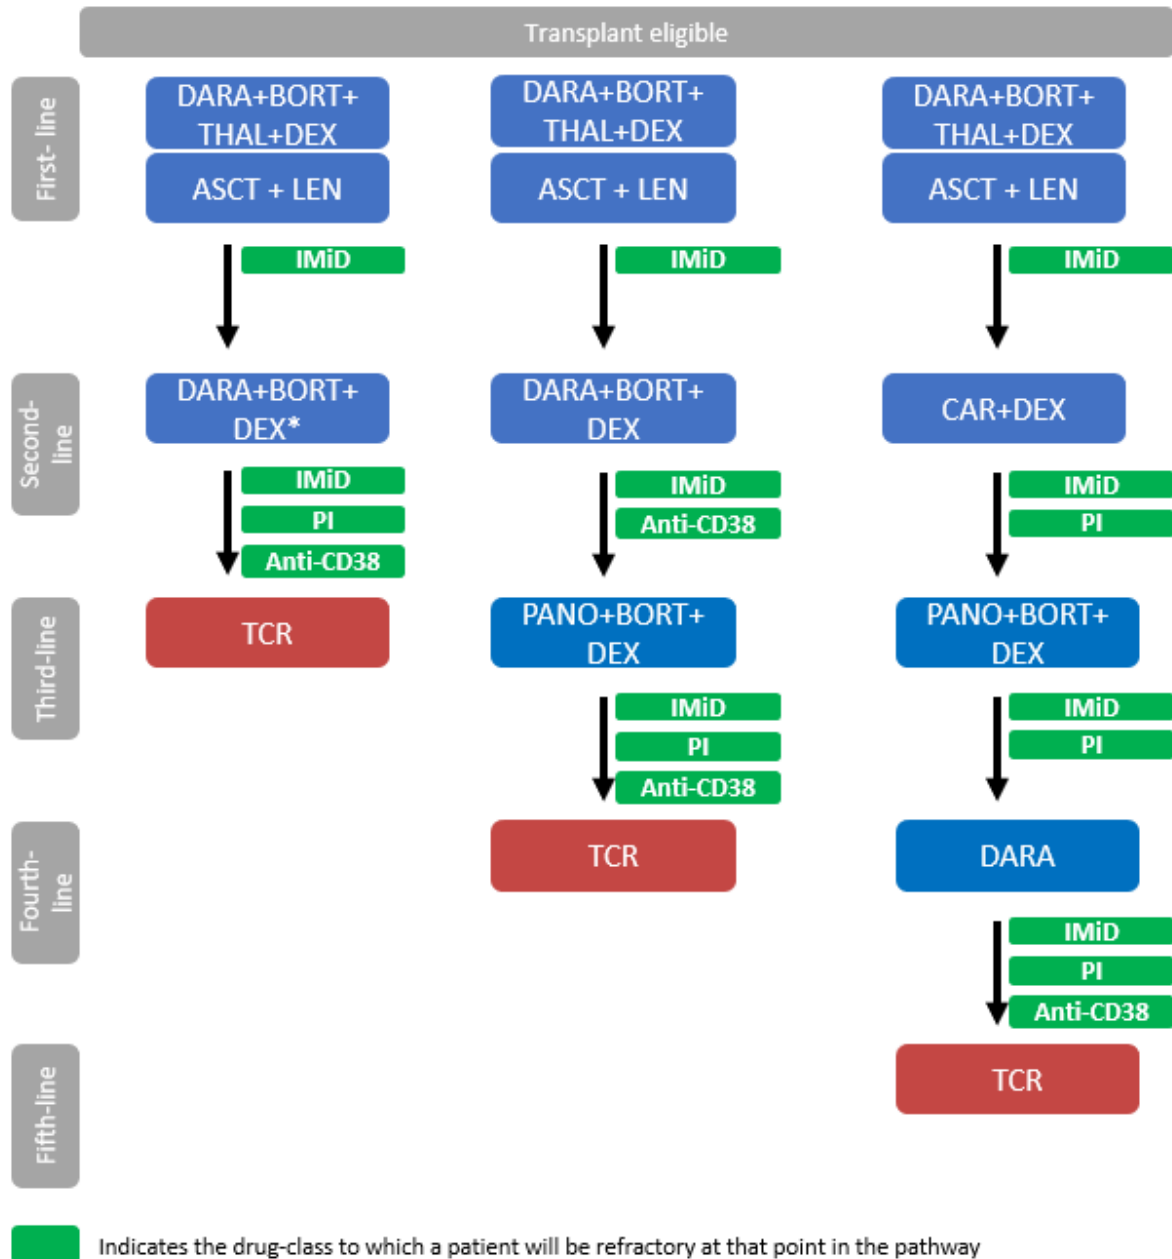 Transplant eligible
First- line
DARA+BORT+
THAL+DEX
DARA+BORT+
THAL+DEX
DARA+BORT+
THAL+DEX
ASCT + LEN
ASCT + LEN
ASCT + LEN
IMiD
IMiD
IMiD
Second-
line
DARA+BORT+
DEX*
DARA+BORT+
DEX
CAR+DEX
IMiD
PI
Anti-CD38
IMiD
Anti-CD38
IMiD
PI
Third-line
TCR
PANO+BORT+
DEX
PANO+BORT+
DEX
IMiD
PI
Anti-CD38
IMiD
PI
Fourth-
line
TCR
DARA
IMiD
PI
Anti-CD38
Fifth-line
TCR
Indicates the drug-class to which a patient will be refractory at that point in the pathway